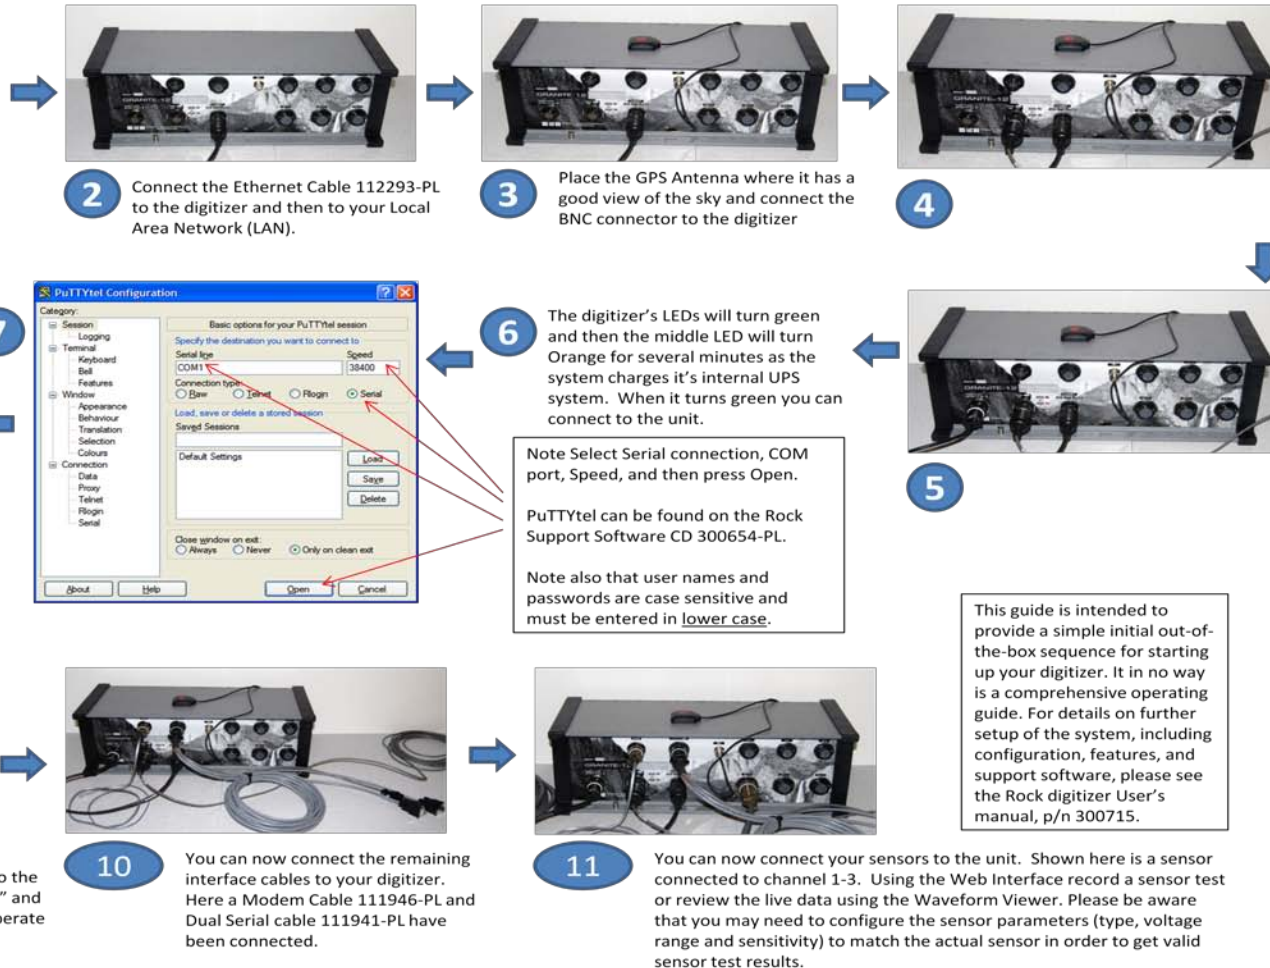 2
Connect the Ethernet Cable 112293-PL
to the digitizer and then to your Local
Area Network (LAN).
3
Place the GPS Antenna where it has a
good view of the sky and connect the
BNC connector to the digitizer
4
GRANITE-12
GRANITE-12
GRANITE-12
7
PuTTYtel Configuration
Category:
Session
Logging
Terminal
Keyboard
Bell
Features
Window
Appearance
Behaviour
Translation
Selection
Colours
Connection
Data
Proxy
Telnet
Rlogin
Serial
Basic options for your PuTTYtel session
Specify the destination you want to connect to
Serial line
Speed
COM1
38400
Connection type:
Raw
Telnet
Rlogin
Serial
Load, save or delete a stored session
Saved Sessions
Default Settings
Load
Save
Delete
Close window on exit:
Always
Never
Only on clean exit
About
Help
Open
Cancel
6
The digitizer's LEDs will turn green
and then the middle LED will turn
Orange for several minutes as the
system charges it's internal UPS
system. When it turns green you can
connect to the unit.
Note Select Serial connection, COM
port, Speed, and then press Open.
PuTTYtel can be found on the Rock
Support Software CD 300654-PL.
Note also that user names and
passwords are case sensitive and
must be entered in lower case.
5
This guide is intended to
provide a simple initial out-of-
the-box sequence for starting
up your digitizer. It in no way
is a comprehensive operating
guide. For details on further
setup of the system, including
configuration, features, and
support software, please see
the Rock digitizer User's
manual, p/n 300715.
o the
" and
perate
10
You can now connect the remaining
interface cables to your digitizer.
Here a Modem Cable 111946-PL and
Dual Serial cable 111941-PL have
been connected.
11
You can now connect your sensors to the unit. Shown here is a sensor
connected to channel 1-3. Using the Web Interface record a sensor test
or review the live data using the Waveform Viewer. Please be aware
that you may need to configure the sensor parameters (type, voltage
range and sensitivity) to match the actual sensor in order to get valid
sensor test results.